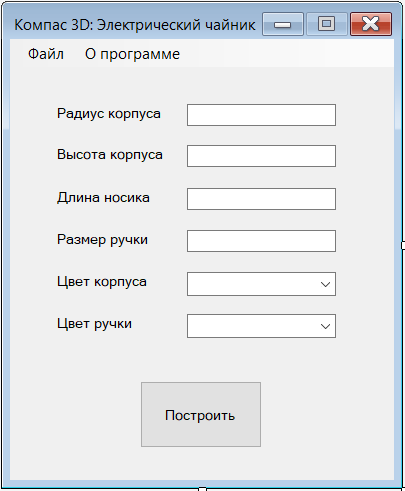 Компас 3D: Электрический чайник
Файл О программе
Радиус корпуса
Высота корпуса
Длина носика
Размер ручки
Цвет корпуса
Цвет ручки
Построить